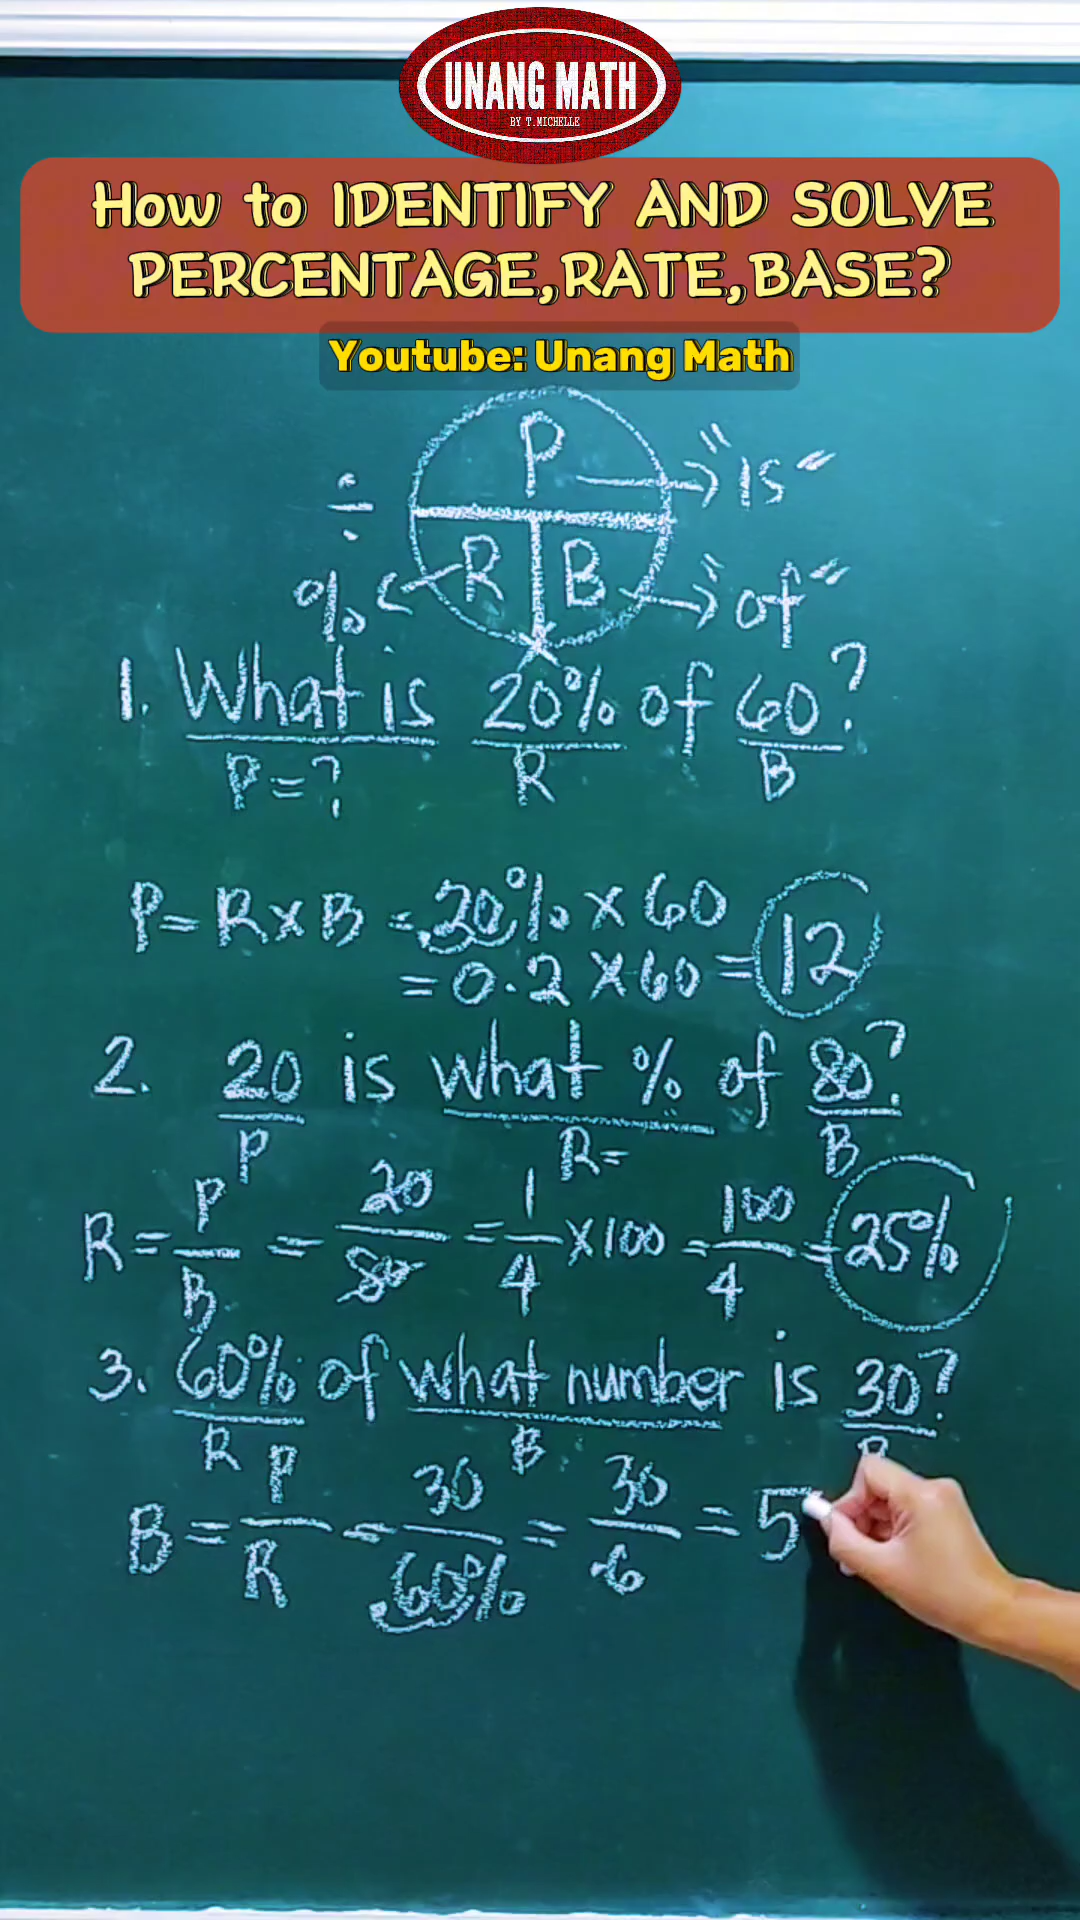 UNANG MATH
BY T.MICHELLE
How to IDENTIFY AND SOLVE
PERCENTAGE,RATE,BASE?
Youtube: Unang Math
P → "is"
÷
% ← R B → "of"
×
1. What is 20% of 60?
P=? R B
P= R×B = .20% × 60
= 0.2 × 60 = 12
2. 20 is what % of 80?
P R= B
R = P/B = 20/80 = 1/4 ×100 = 100/4 = 25%
3. 60% of what number is 30?
R B
B = P/R = 30/.60% = 30/.6 = 5